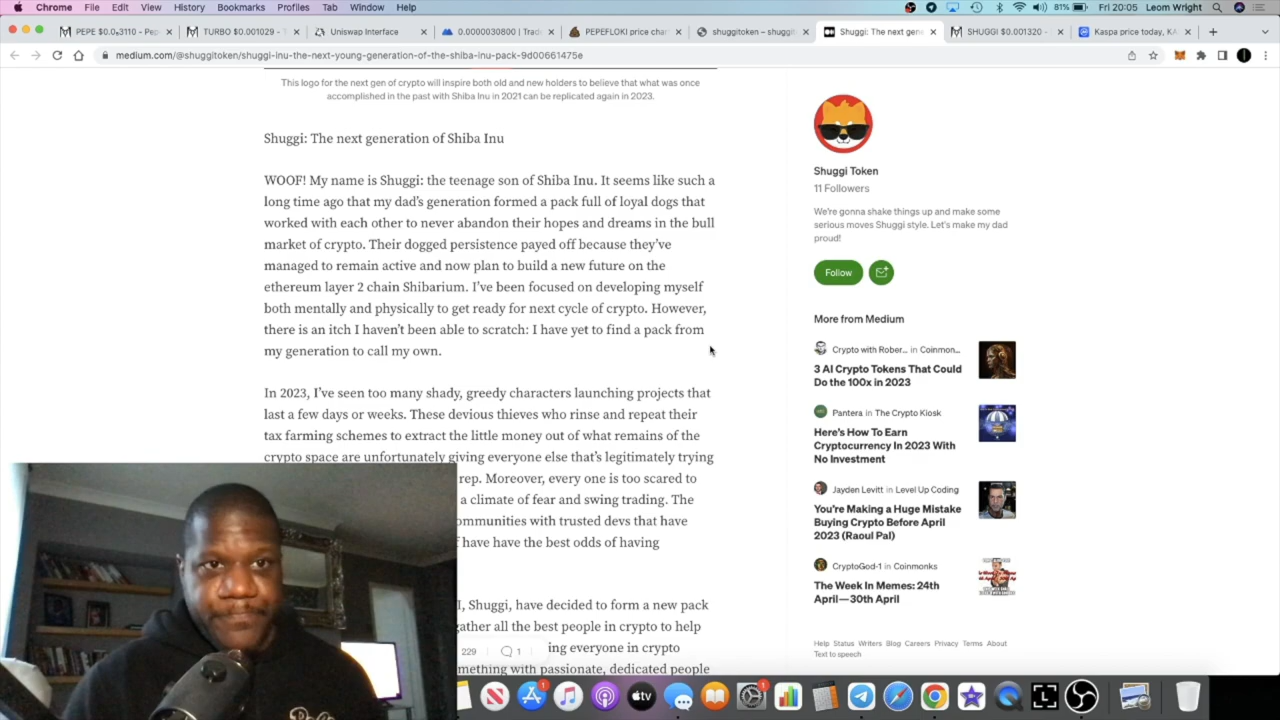 Chrome File Edit View History Bookmarks Profiles Tab Window Help
81% Fri 20:05 Leom Wright
PEPE $0.0₅3110 - Pep
TURBO $0.001029 - T
Uniswap Interface
0.0000030800 | Trad
PEPEFLOKI price char
shuggitoken – shuggi
Shuggi: The next gen
SHUGGI $0.001320 -
Kaspa price today, KA
medium.com/@shuggitoken/shuggi-inu-the-next-young-generation-of-the-shiba-inu-pack-9d00661475e
This logo for the next gen of crypto will inspire both old and new holders to believe that what was once
accomplished in the past with Shiba Inu in 2021 can be replicated again in 2023.
Shuggi: The next generation of Shiba Inu
WOOF! My name is Shuggi: the teenage son of Shiba Inu. It seems like such a
long time ago that my dad's generation formed a pack full of loyal dogs that
worked with each other to never abandon their hopes and dreams in the bull
market of crypto. Their dogged persistence payed off because they've
managed to remain active and now plan to build a new future on the
ethereum layer 2 chain Shibarium. I've been focused on developing myself
both mentally and physically to get ready for next cycle of crypto. However,
there is an itch I haven't been able to scratch: I have yet to find a pack from
my generation to call my own.
In 2023, I've seen too many shady, greedy characters launching projects that
last a few days or weeks. These devious thieves who rinse and repeat their
tax farming schemes to extract the little money out of what remains of the
crypto space are unfortunately giving everyone else that's legitimately trying
rep. Moreover, every one is too scared to
a climate of fear and swing trading. The
ommunities with trusted devs that have
f have have the best odds of having
I, Shuggi, have decided to form a new pack
gather all the best people in crypto to help
ing everyone in crypto
mething with passionate, dedicated people
229 1
Shuggi Token
11 Followers
We're gonna shake things up and make some
serious moves Shuggi style. Let's make my dad
proud!
Follow
More from Medium
Crypto with Rober... in Coinmon...
3 AI Crypto Tokens That Could
Do the 100x in 2023
Pantera in The Crypto Kiosk
Here's How To Earn
Cryptocurrency In 2023 With
No Investment
Jayden Levitt in Level Up Coding
You're Making a Huge Mistake
Buying Crypto Before April
2023 (Raoul Pal)
CryptoGod-1 in Coinmonks
The Week In Memes: 24th
April—30th April
Help Status Writers Blog Careers Privacy Terms About
Text to speech
tv